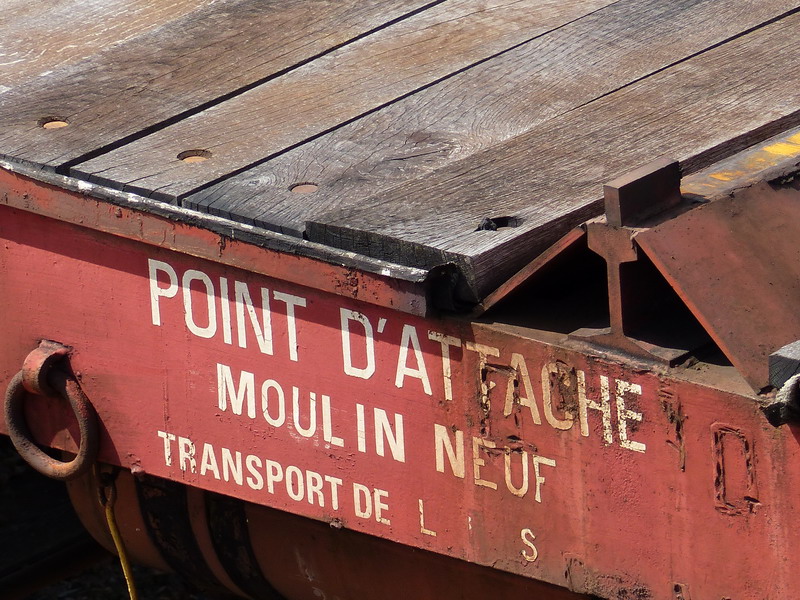 POINT D'ATTACHE
MOULIN NEUF
TRANSPORT DE